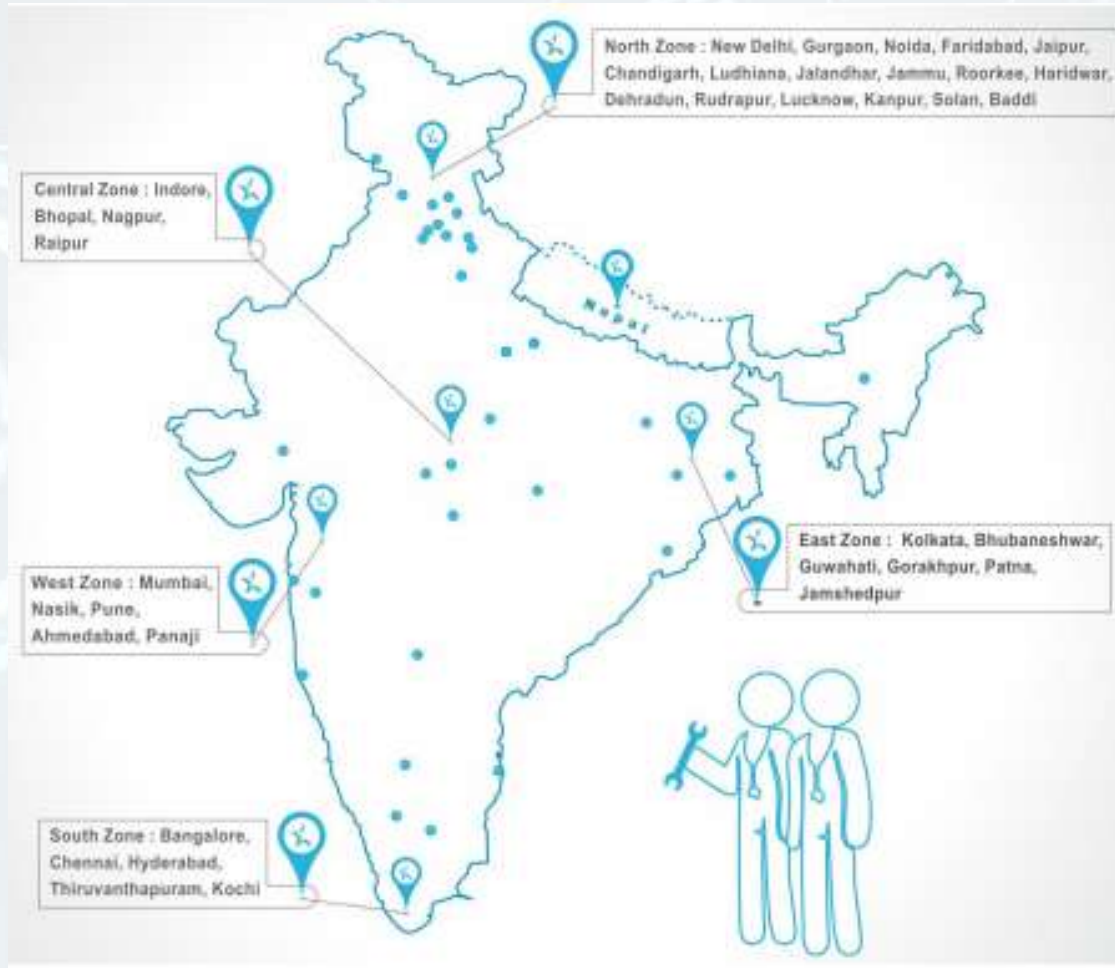 North Zone : New Delhi, Gurgaon, Noida, Faridabad, Jaipur,
Chandigarh, Ludhiana, Jalandhar, Jammu, Roorkee, Haridwar,
Dehradun, Rudrapur, Lucknow, Kanpur, Solan, Baddi
Central Zone : Indore,
Bhopal, Nagpur,
Raipur
Nepal
East Zone : Kolkata, Bhubaneshwar,
Guwahati, Gorakhpur, Patna,
Jamshedpur
West Zone : Mumbai,
Nasik, Pune,
Ahmedabad, Panaji
South Zone : Bangalore,
Chennai, Hyderabad,
Thiruvanthapuram, Kochi